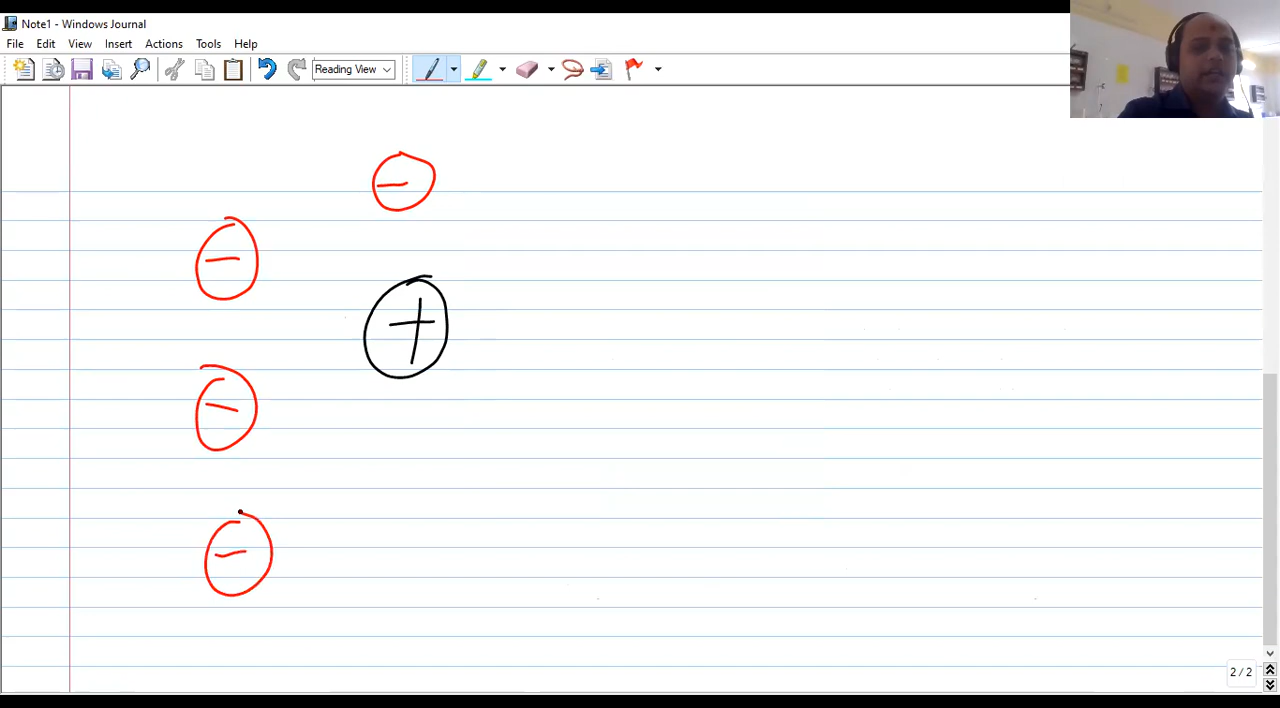 Note1 - Windows Journal
File Edit View Insert Actions Tools Help
Reading View
−
−
+
−
−
2 / 2